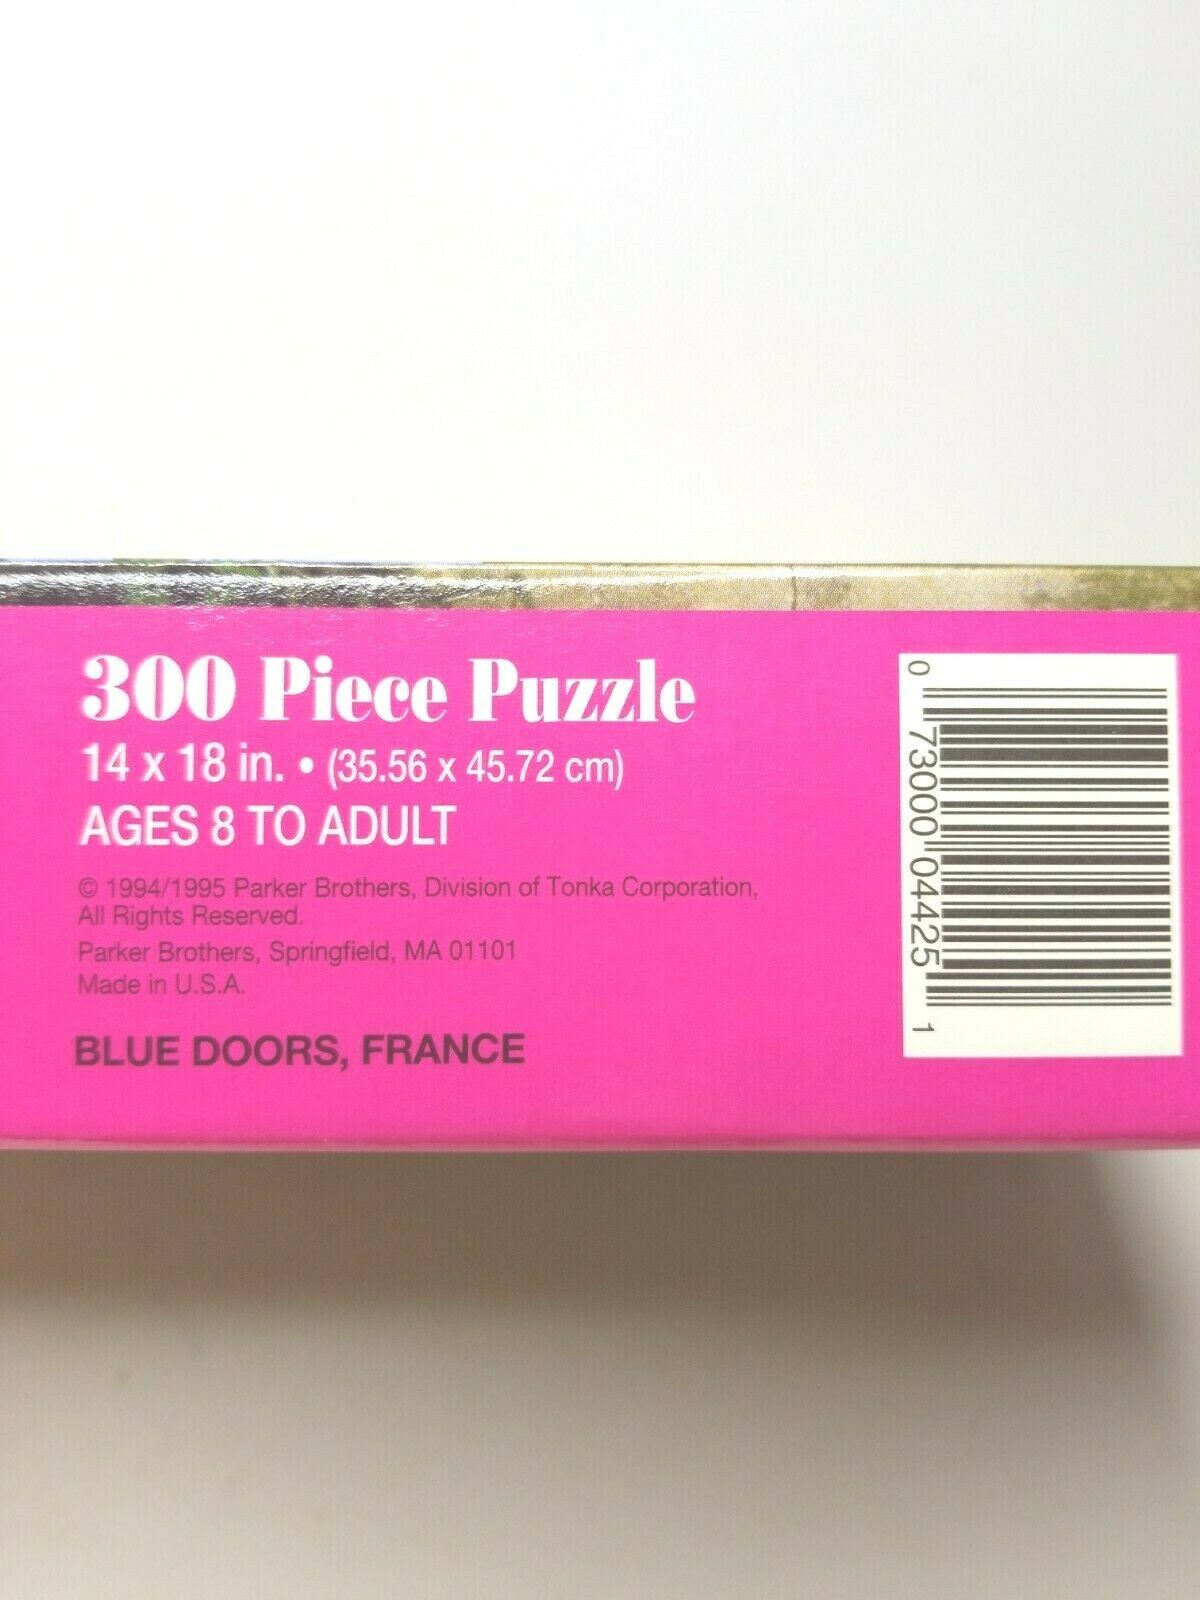 300 Piece Puzzle
14 x 18 in. • (35.56 x 45.72 cm)
AGES 8 TO ADULT
© 1994/1995 Parker Brothers, Division of Tonka Corporation,
All Rights Reserved.
Parker Brothers, Springfield, MA 01101
Made in U.S.A.
BLUE DOORS, FRANCE
0 73000 04425 1